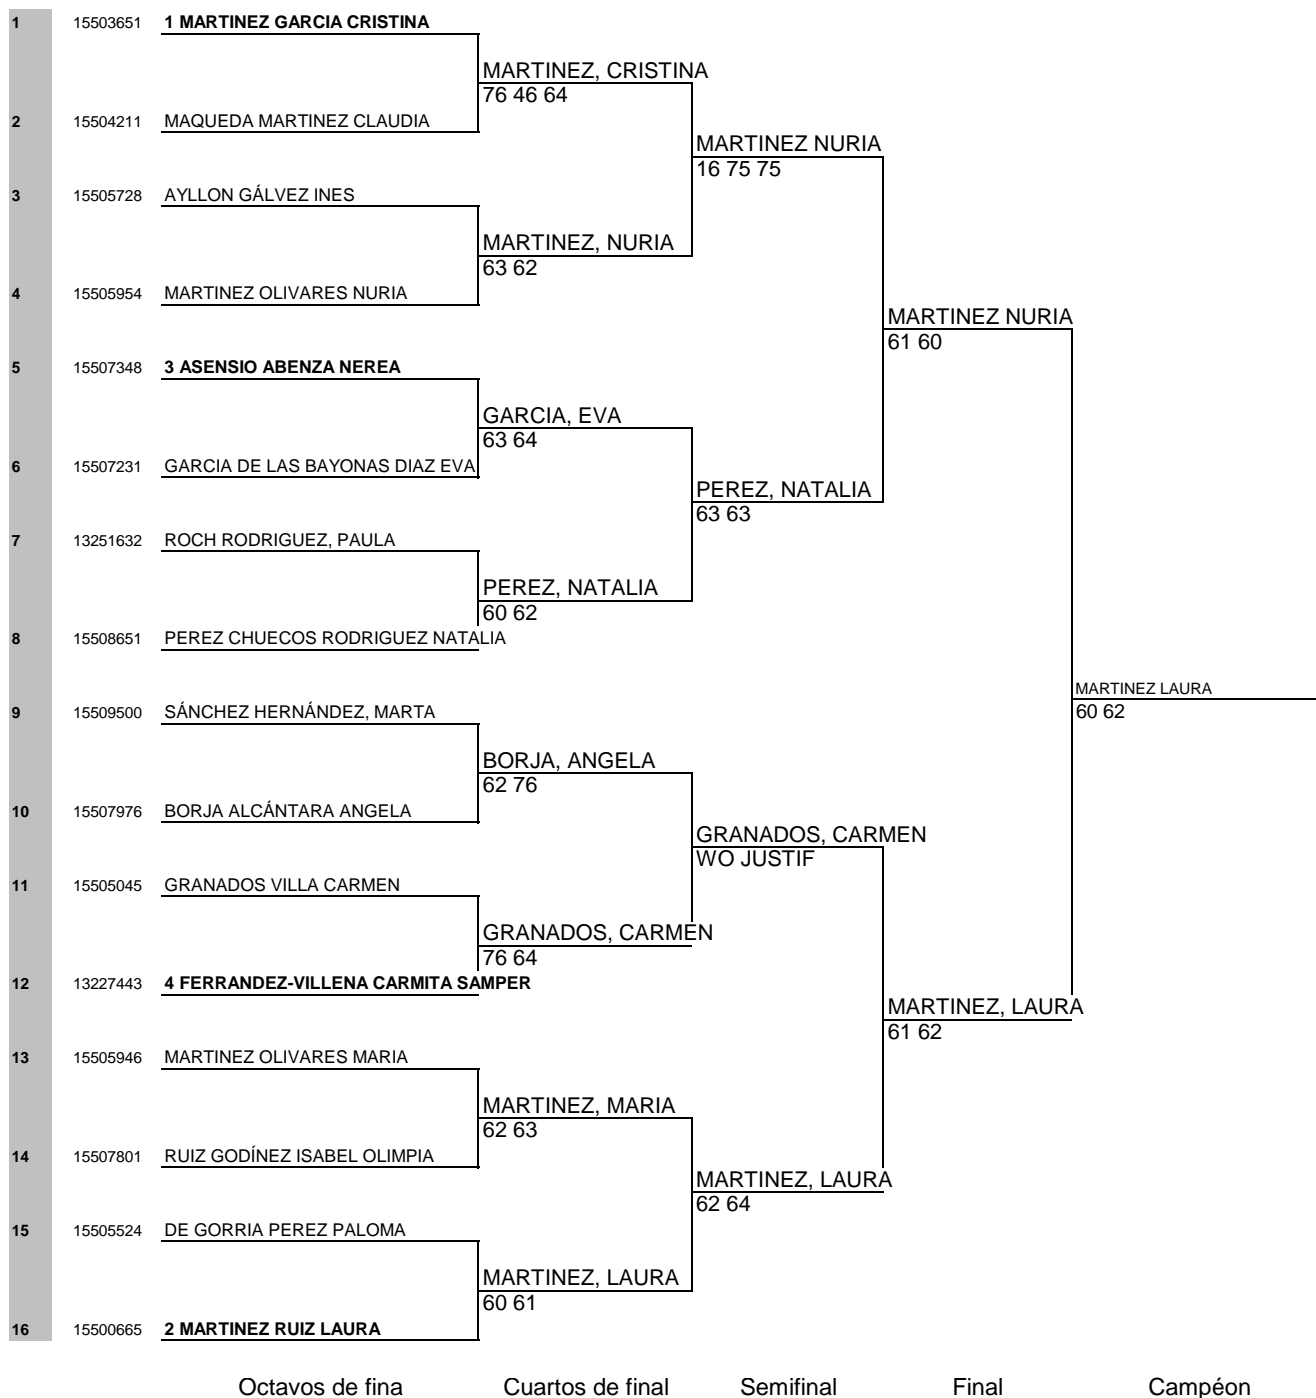 1 15503651 1 MARTINEZ GARCIA CRISTINA
MARTINEZ, CRISTINA
76 46 64
2 15504211 MAQUEDA MARTINEZ CLAUDIA
MARTINEZ NURIA
16 75 75
3 15505728 AYLLON GÁLVEZ INES
MARTINEZ, NURIA
63 62
4 15505954 MARTINEZ OLIVARES NURIA
MARTINEZ NURIA
61 60
5 15507348 3 ASENSIO ABENZA NEREA
GARCIA, EVA
63 64
6 15507231 GARCIA DE LAS BAYONAS DIAZ EVA
PEREZ, NATALIA
63 63
7 13251632 ROCH RODRIGUEZ, PAULA
PEREZ, NATALIA
60 62
8 15508651 PEREZ CHUECOS RODRIGUEZ NATALIA
MARTINEZ LAURA
60 62
9 15509500 SÁNCHEZ HERNÁNDEZ, MARTA
BORJA, ANGELA
62 76
10 15507976 BORJA ALCÁNTARA ANGELA
GRANADOS, CARMEN
WO JUSTIF
11 15505045 GRANADOS VILLA CARMEN
GRANADOS, CARMEN
76 64
12 13227443 4 FERRANDEZ-VILLENA CARMITA SAMPER
MARTINEZ, LAURA
61 62
13 15505946 MARTINEZ OLIVARES MARIA
MARTINEZ, MARIA
62 63
14 15507801 RUIZ GODÍNEZ ISABEL OLIMPIA
MARTINEZ, LAURA
62 64
15 15505524 DE GORRIA PEREZ PALOMA
MARTINEZ, LAURA
60 61
16 15500665 2 MARTINEZ RUIZ LAURA
Octavos de fina Cuartos de final Semifinal Final Campéon